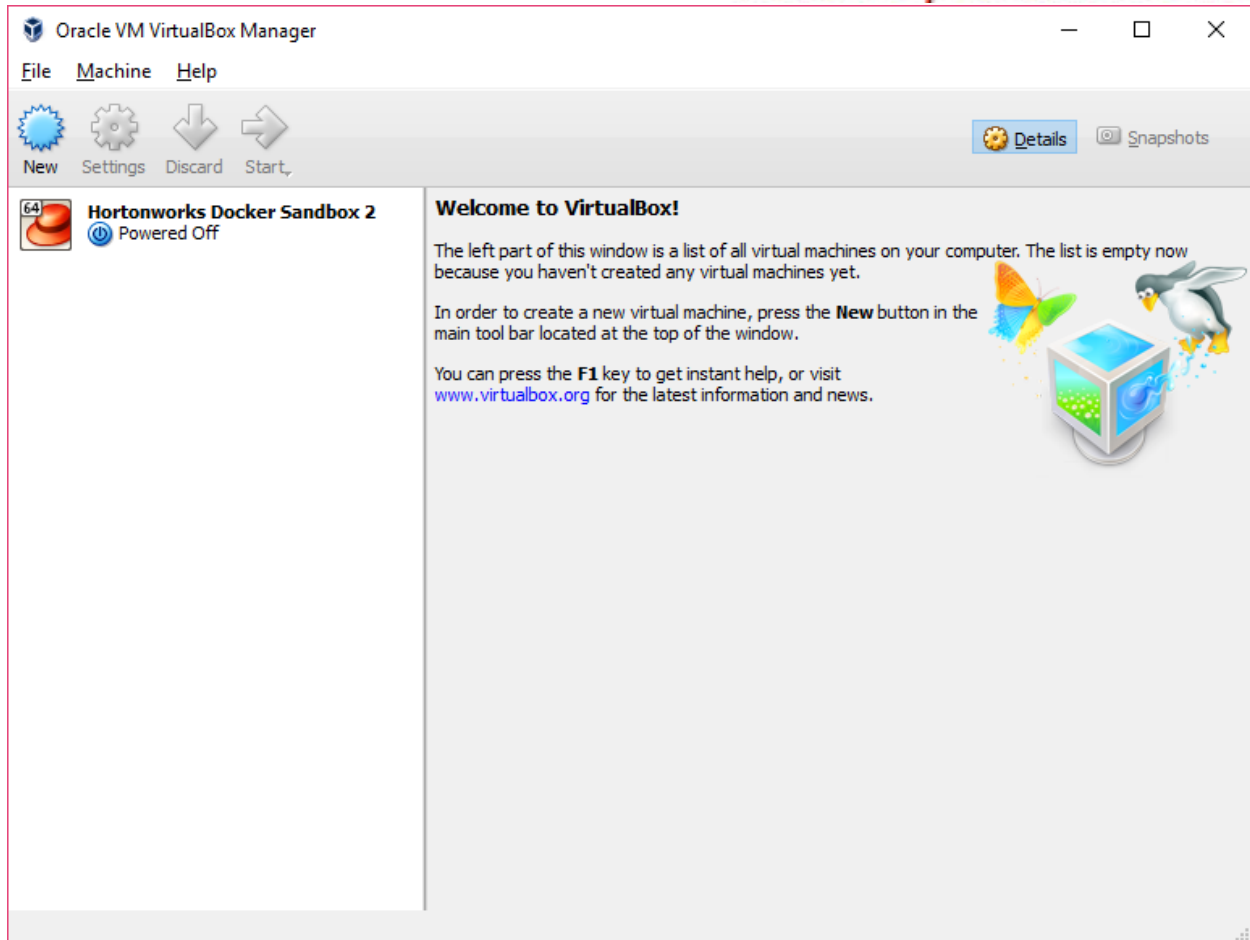 Oracle VM VirtualBox Manager
File Machine Help
New Settings Discard Start
Details Snapshots
64
Hortonworks Docker Sandbox 2
Powered Off
Welcome to VirtualBox!
The left part of this window is a list of all virtual machines on your computer. The list is empty now
because you haven't created any virtual machines yet.
In order to create a new virtual machine, press the New button in the
main tool bar located at the top of the window.
You can press the F1 key to get instant help, or visit
www.virtualbox.org for the latest information and news.